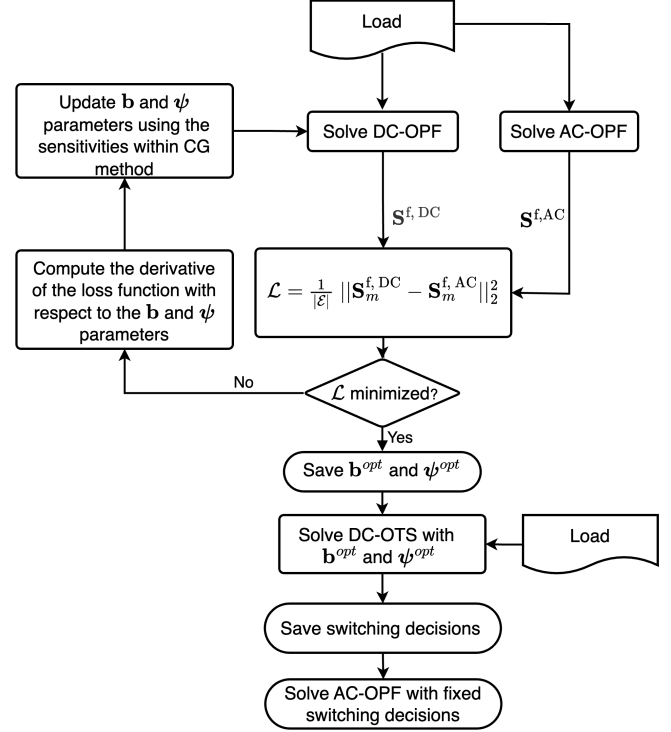 Load
Update b and ψ
parameters using the
sensitivities within CG
method
Solve DC-OPF
Solve AC-OPF
S^{f, DC}
S^{f,AC}
Compute the derivative
of the loss function with
respect to the b and ψ
parameters
ℒ = 1/|ℰ| ||S_m^{f, DC} − S_m^{f, AC}||_2^2
No
ℒ minimized?
Yes
Save b^{opt} and ψ^{opt}
Solve DC-OTS with
b^{opt} and ψ^{opt}
Load
Save switching decisions
Solve AC-OPF with fixed
switching decisions